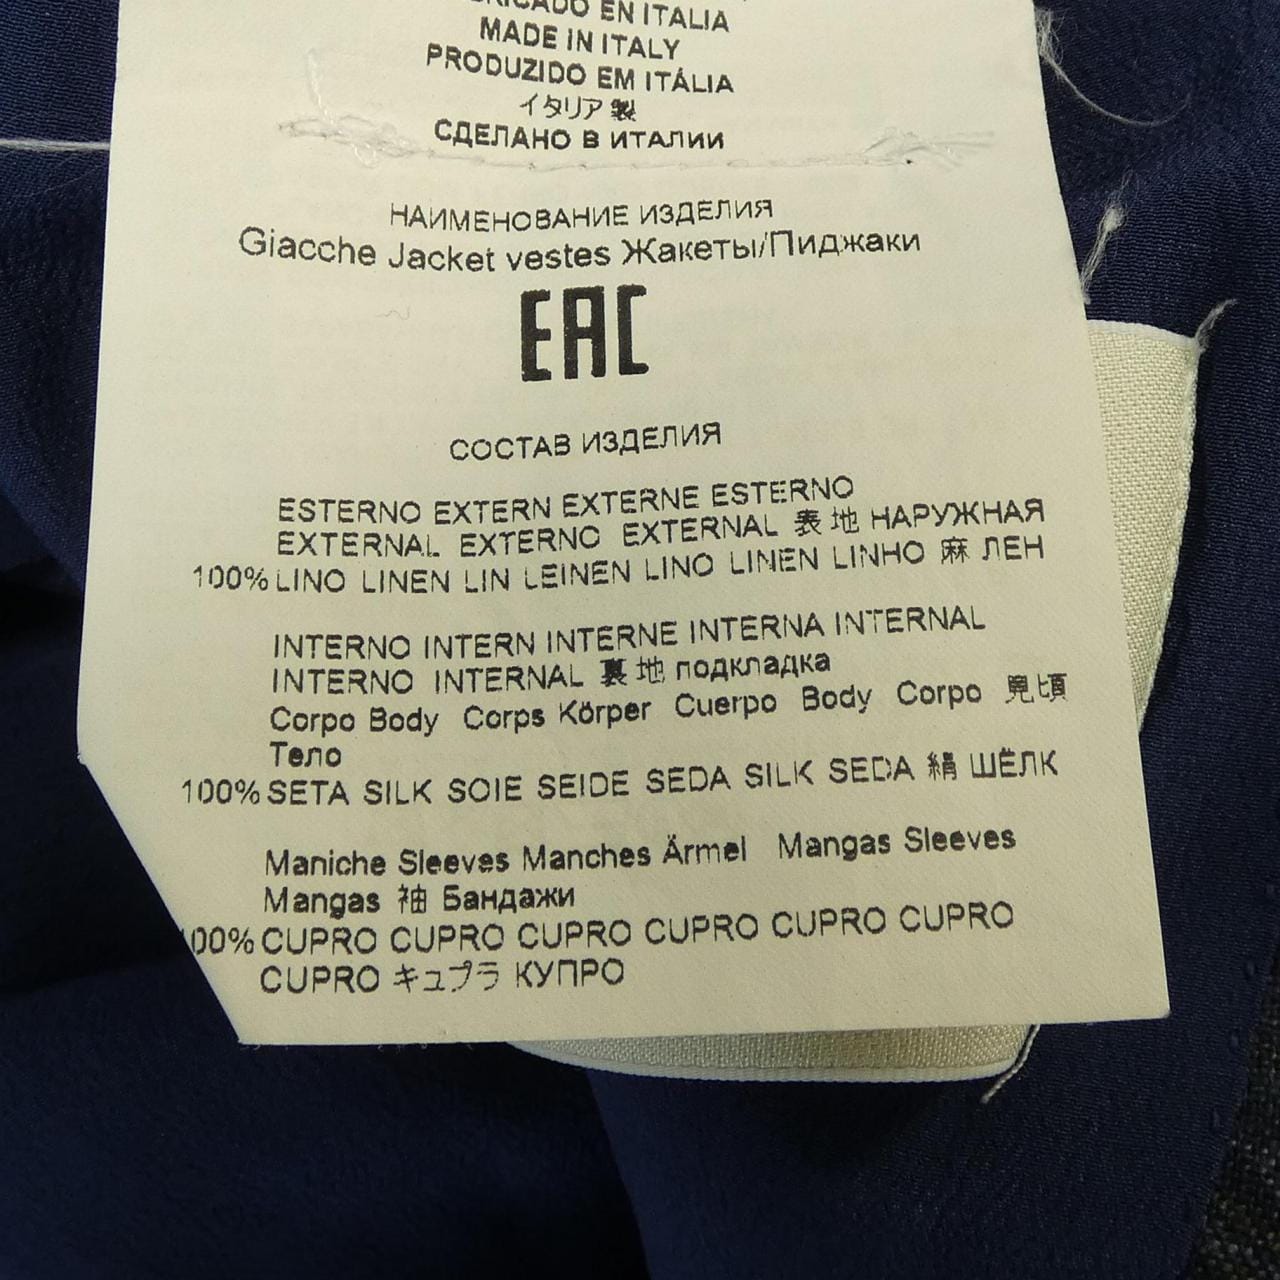 EN ITALIA
MADE IN ITALY
PRODUZIDO EM ITÁLIA
イタリア製
СДЕЛАНО В ИТАЛИИ
НАИМЕНОВАНИЕ ИЗДЕЛИЯ
Giacche Jacket vestes Жакеты/Пиджаки
EAC
СОСТАВ ИЗДЕЛИЯ
ESTERNO EXTERN EXTERNE ESTERNO
EXTERNAL EXTERNO EXTERNAL 表地 НАРУЖНАЯ
100% LINO LINEN LIN LEINEN LINO LINEN LINHO 麻 ЛЕН
INTERNO INTERN INTERNE INTERNA INTERNAL
INTERNO INTERNAL 裏地 подкладка
Corpo Body Corps Körper Cuerpo Body Corpo
Тело
100% SETA SILK SOIE SEIDE SEDA SILK SEDA 絹 ШЁЛК
Maniche Sleeves Manches Ärmel Mangas Sleeves
Mangas 袖 Бандажи
100% CUPRO CUPRO CUPRO CUPRO CUPRO CUPRO
CUPRO キュプラ КУПРО